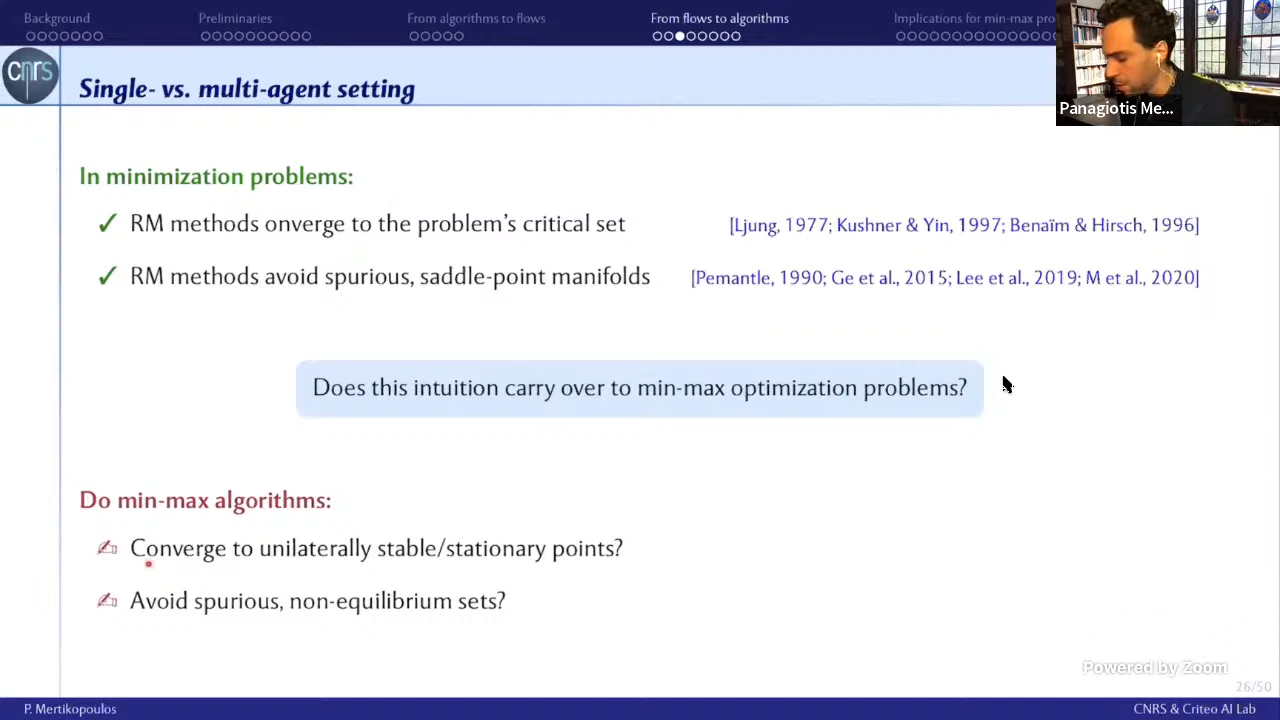 Background
Preliminaries
From algorithms to flows
From flows to algorithms
Implications for min-max pro
cnrs
Single- vs. multi-agent setting
Panagiotis Me...
In minimization problems:
✓ RM methods onverge to the problem's critical set [Ljung, 1977; Kushner & Yin, 1997; Benaïm & Hirsch, 1996]
✓ RM methods avoid spurious, saddle-point manifolds [Pemantle, 1990; Ge et al., 2015; Lee et al., 2019; M et al., 2020]
Does this intuition carry over to min-max optimization problems?
Do min-max algorithms:
✍ Converge to unilaterally stable/stationary points?
✍ Avoid spurious, non-equilibrium sets?
Powered by Zoom
26/50
P. Mertikopoulos
CNRS & Criteo AI Lab